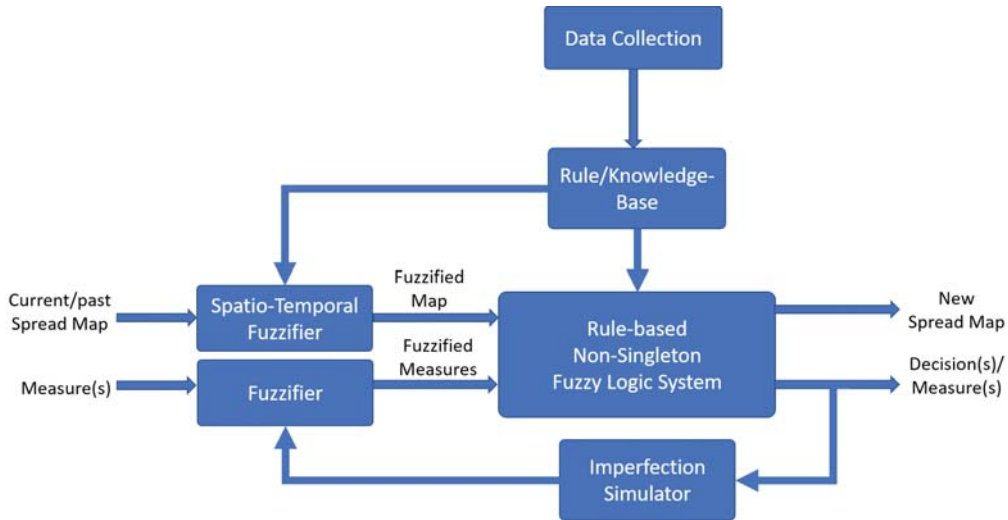 Data Collection
Rule/Knowledge-
Base
Current/past
Spread Map
Spatio-Temporal
Fuzzifier
Fuzzified
Map
Rule-based
Non-Singleton
Fuzzy Logic System
New
Spread Map
Measure(s)
Fuzzifier
Fuzzified
Measures
Decision(s)/
Measure(s)
Imperfection
Simulator